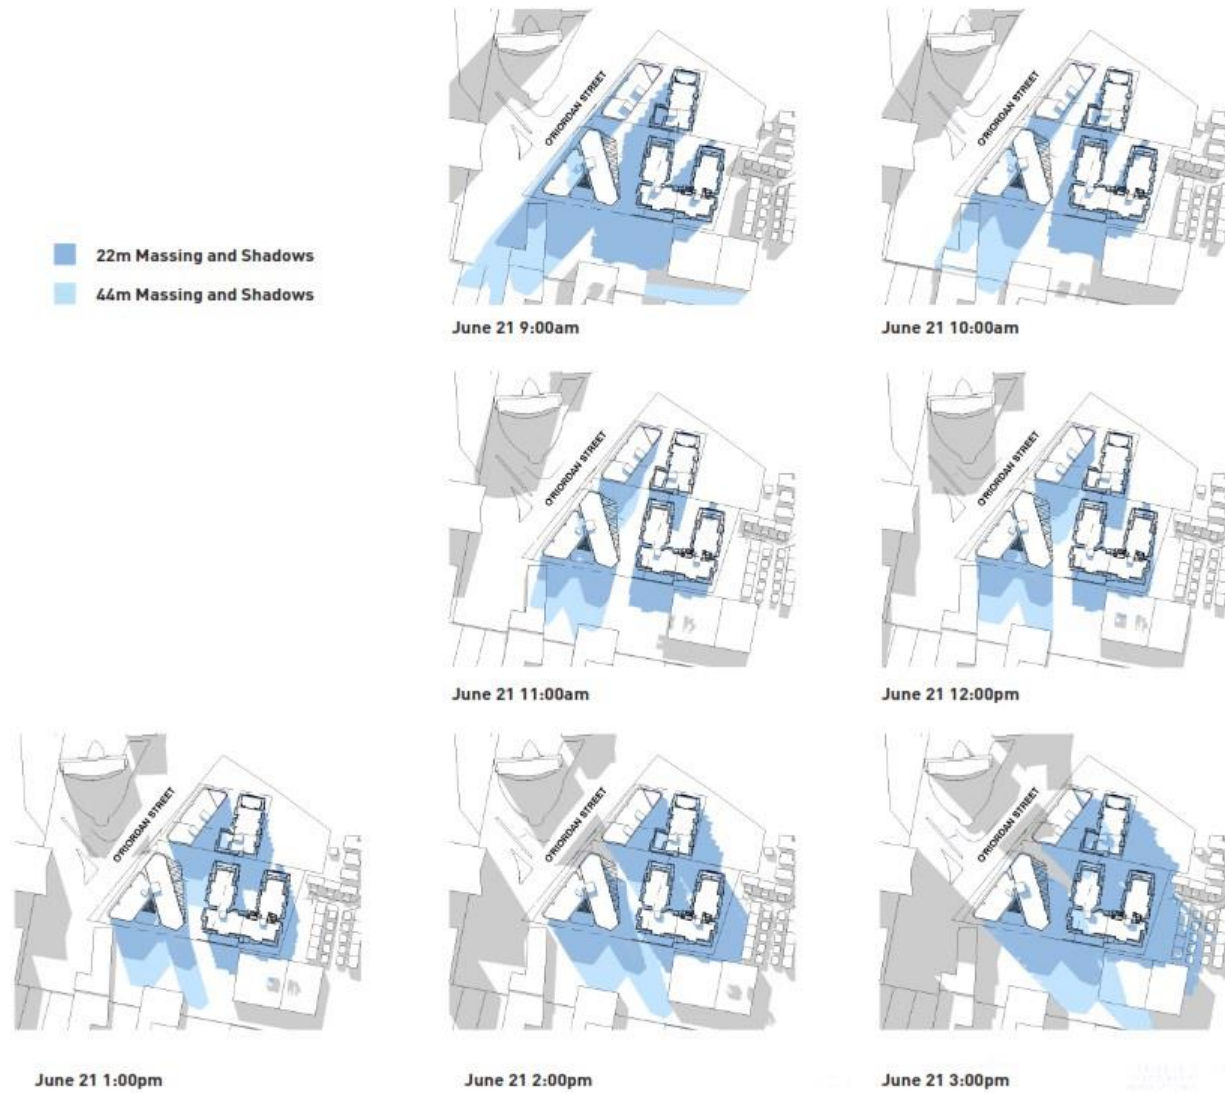 O'RIORDAN STREET
O'RIORDAN STREET
22m Massing and Shadows
44m Massing and Shadows
June 21 9:00am
June 21 10:00am
O'RIORDAN STREET
O'RIORDAN STREET
June 21 11:00am
June 21 12:00pm
O'RIORDAN STREET
O'RIORDAN STREET
O'RIORDAN STREET
June 21 1:00pm
June 21 2:00pm
June 21 3:00pm